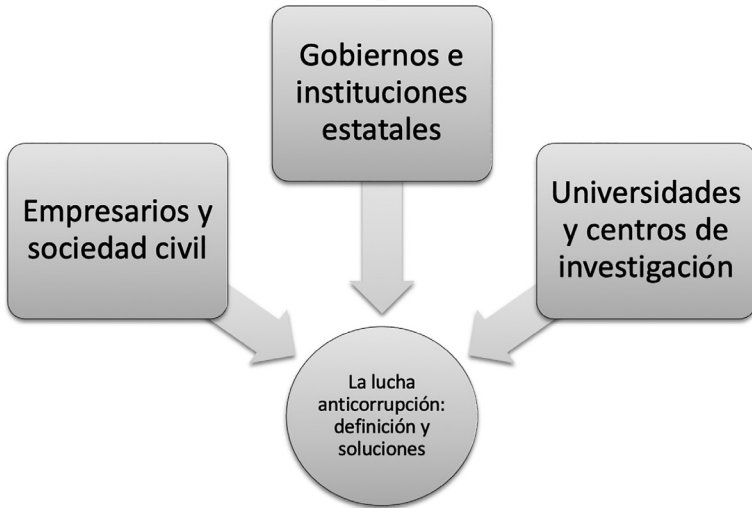 Gobiernos e
instituciones
estatales
Empresarios y
sociedad civil
Universidades
y centros de
investigación
La lucha
anticorrupción:
definición y
soluciones